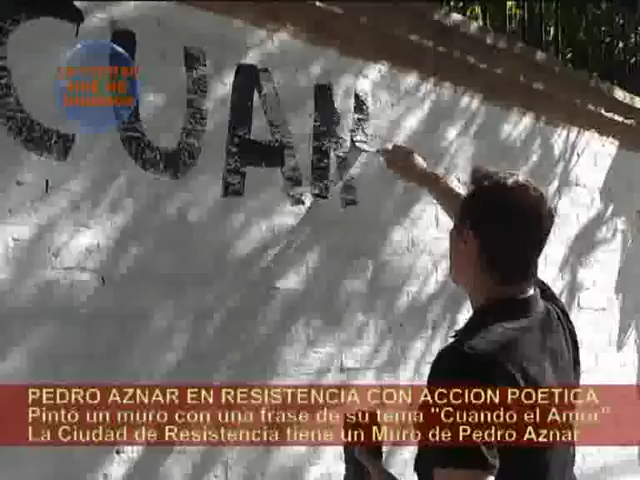 CUAN
PEDRO AZNAR EN RESISTENCIA CON ACCION POETICA
Pintó un muro con una frase de su tema "Cuando el Amor"
La Ciudad de Resistencia tiene un Muro de Pedro Aznar